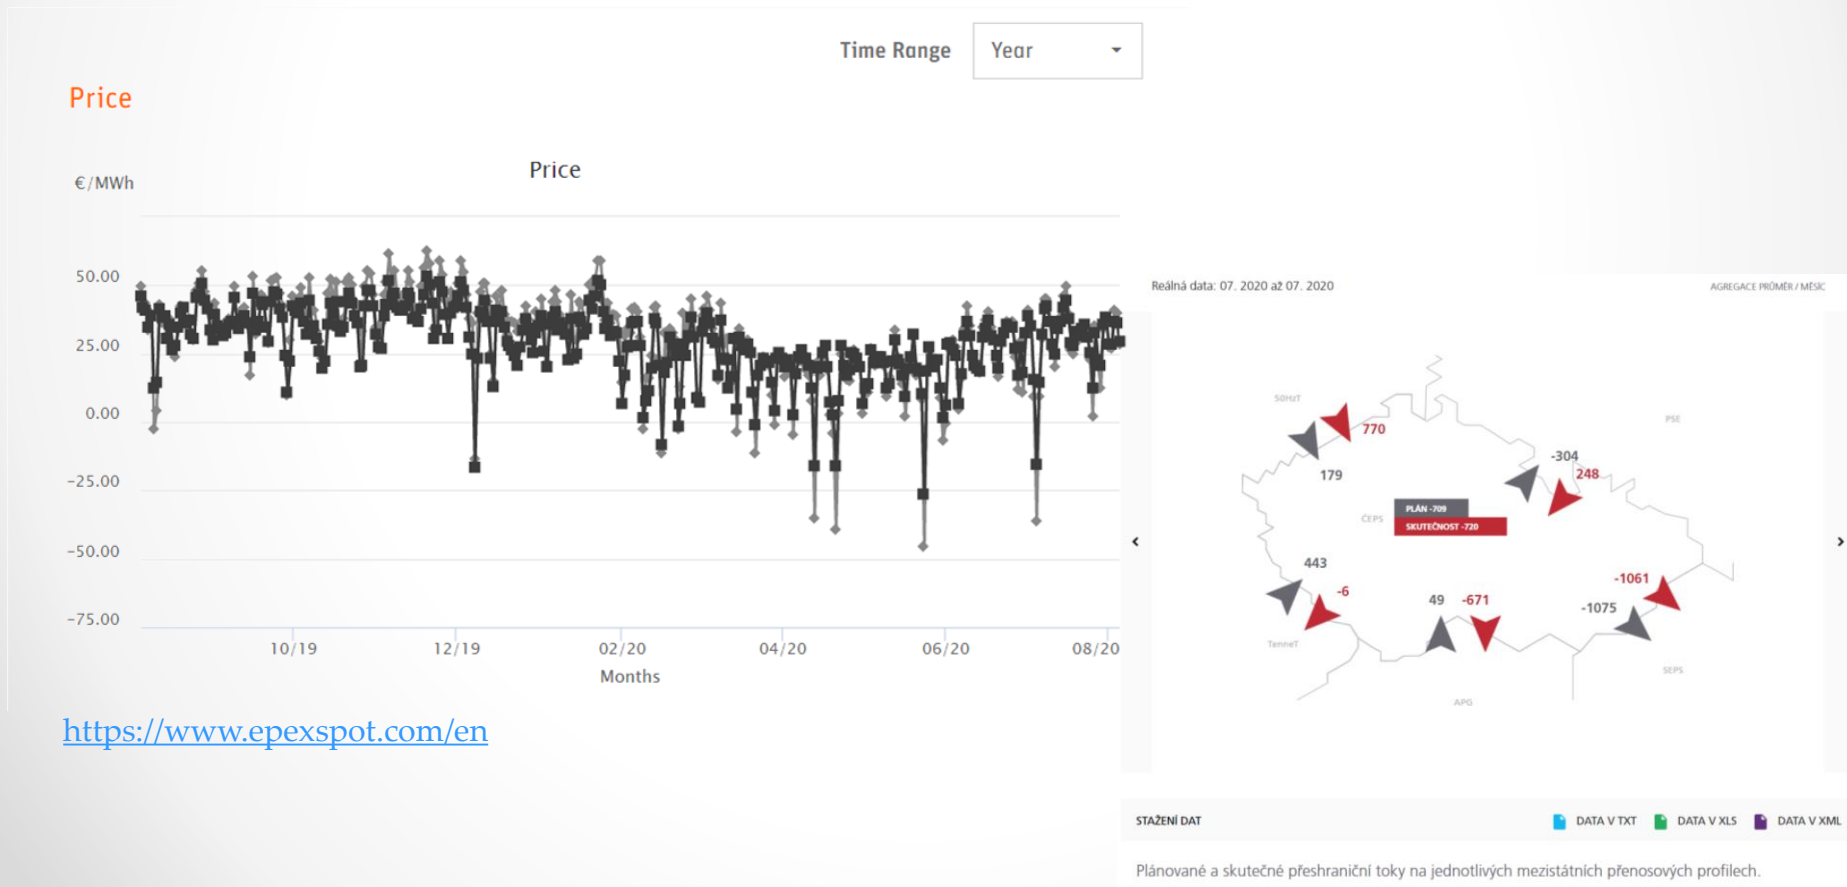 Time Range Year
Price
Price
€/MWh
50.00
25.00
0.00
−25.00
−50.00
−75.00
10/19 12/19 02/20 04/20 06/20 08/20
Months
https://www.epexspot.com/en
Reálná data: 07. 2020 až 07. 2020 AGREGACE PRŮMĚR / MĚSÍC
50HzT
PSE
770
179
-304
248
ČEPS
PLÁN -709
SKUTEČNOST -720
443
-6
49 -671
-1061
-1075
TenneT
SEPS
APG
STAŽENÍ DAT DATA V TXT DATA V XLS DATA V XML
Plánované a skutečné přeshraniční toky na jednotlivých mezistátních přenosových profilech.